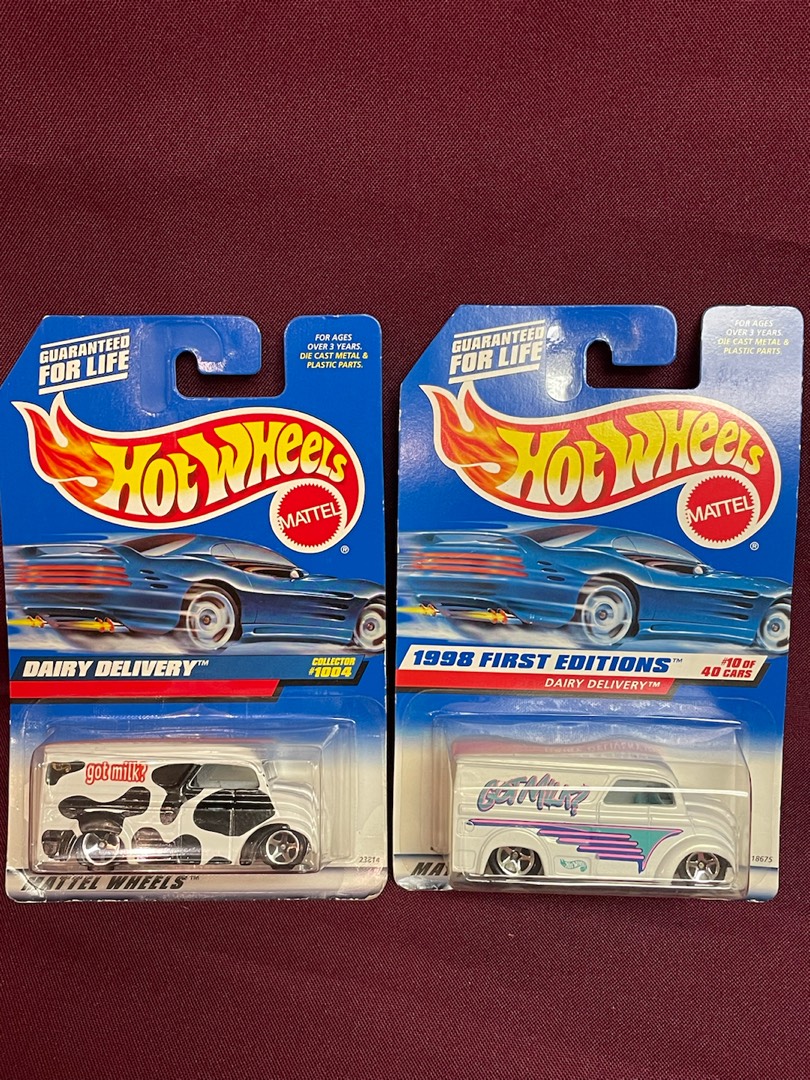 GUARANTEED
FOR LIFE
FOR AGES
OVER 3 YEARS.
DIE CAST METAL &
PLASTIC PARTS.
HOT WHEELS
MATTEL
®
DAIRY DELIVERY™
COLLECTOR
#1004
got milk?
23814
MATTEL WHEELS™
GUARANTEED
FOR LIFE
FOR AGES
OVER 3 YEARS.
DIE CAST METAL &
PLASTIC PARTS.
HOT WHEELS
MATTEL
®
1998 FIRST EDITIONS™
#10 OF
40 CARS
DAIRY DELIVERY™
GOT MILK?
18675